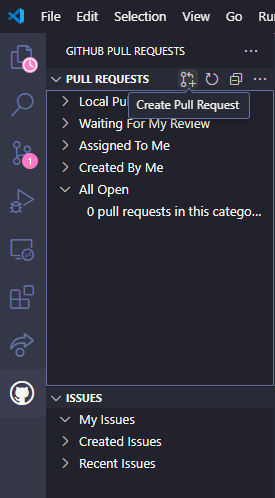 File Edit Selection View Go Ru
GITHUB PULL REQUESTS
PULL REQUESTS
Local Pu
Create Pull Request
Waiting For My Review
Assigned To Me
Created By Me
All Open
0 pull requests in this catego...
1
ISSUES
My Issues
Created Issues
Recent Issues